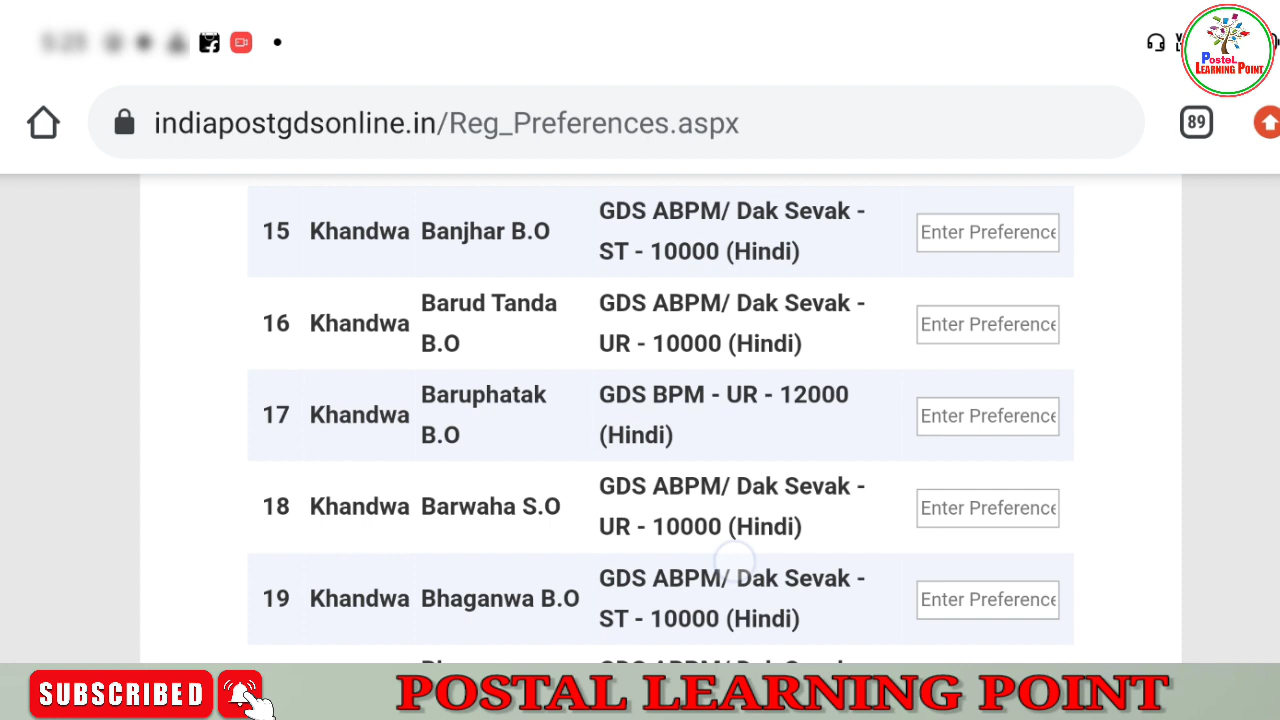 Postel
LEARNING POINT
indiapostgdsonline.in/Reg_Preferences.aspx
89
15 Khandwa Banjhar B.O GDS ABPM/ Dak Sevak -
ST - 10000 (Hindi) Enter Preference
16 Khandwa Barud Tanda
B.O GDS ABPM/ Dak Sevak -
UR - 10000 (Hindi) Enter Preference
17 Khandwa Baruphatak
B.O GDS BPM - UR - 12000
(Hindi) Enter Preference
18 Khandwa Barwaha S.O GDS ABPM/ Dak Sevak -
UR - 10000 (Hindi) Enter Preference
19 Khandwa Bhaganwa B.O GDS ABPM/ Dak Sevak -
ST - 10000 (Hindi) Enter Preference
SUBSCRIBED
POSTAL LEARNING POINT